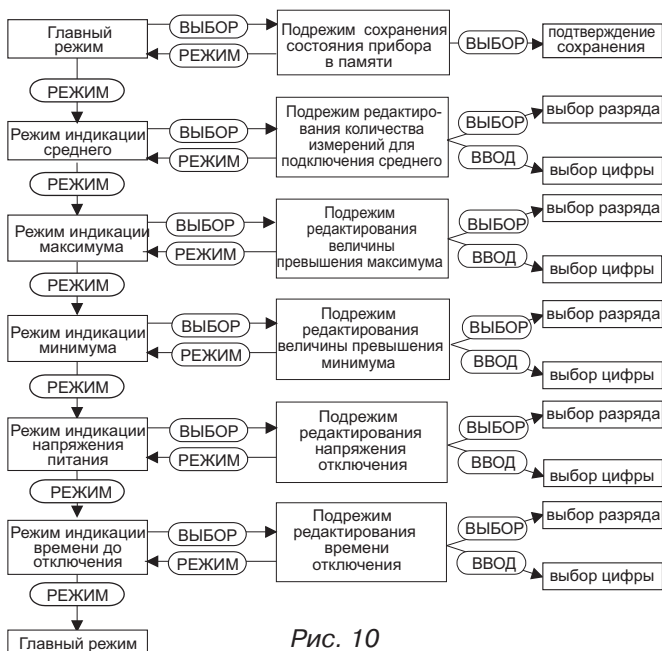 Главный
режим
ВЫБОР
РЕЖИМ
Подрежим сохранения
состояния прибора
в памяти
ВЫБОР
подтверждение
сохранения
РЕЖИМ
Режим индикации
среднего
ВЫБОР
РЕЖИМ
Подрежим редактиро-
вания количества
измерений для
подключения среднего
ВЫБОР
ВВОД
выбор разряда
выбор цифры
РЕЖИМ
Режим индикации
максимума
ВЫБОР
РЕЖИМ
Подрежим
редактирования
величины
превышения максимума
ВЫБОР
ВВОД
выбор разряда
выбор цифры
РЕЖИМ
Режим индикации
минимума
ВЫБОР
РЕЖИМ
Подрежим
редактирования
величины превышения
минимума
ВЫБОР
ВВОД
выбор разряда
выбор цифры
РЕЖИМ
Режим индикации
напряжения
питания
ВЫБОР
РЕЖИМ
Подрежим
редактирования
напряжения
отключения
ВЫБОР
ВВОД
выбор разряда
выбор цифры
РЕЖИМ
Режим индикации
времени до
отключения
ВЫБОР
РЕЖИМ
Подрежим
редактирования
времени
отключения
ВЫБОР
ВВОД
выбор разряда
выбор цифры
РЕЖИМ
Главный режим
Рис. 10